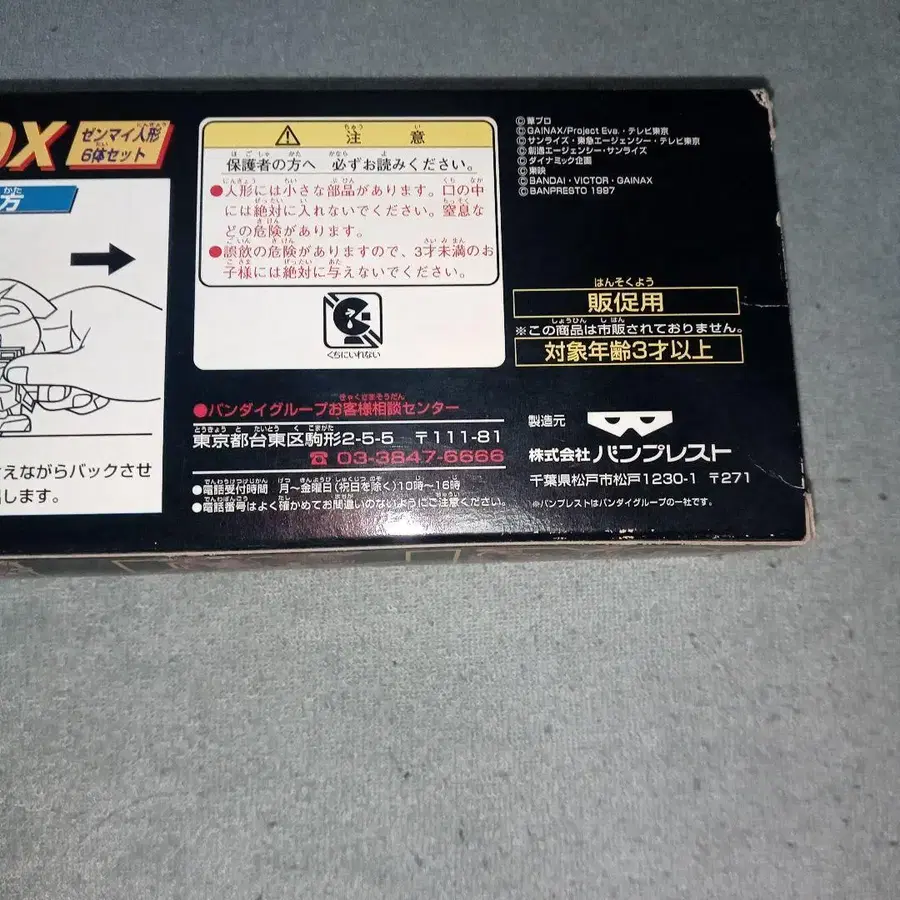 OX
ゼンマイ人形
6体セット
方
えながらバックさせ
します。
注意
保護者の方へ 必ずお読みください。
●人形には小さな部品があります。口の中
には絶対に入れないでください。窒息な
どの危険があります。
●誤飲の危険がありますので、3才未満のお
子様には絶対に与えないでください。
くちにいれない
●バンダイグループお客様相談センター
東京都台東区駒形2-5-5 〒111-81
☎ 03-3847-6666
●電話受付時間 月～金曜日(祝日を除く)10時～16時
●電話番号はよく確かめてお間違いのないようにご注意ください。
©葦プロ
©GAINAX/Project Eva.・テレビ東京
©サンライズ・東急エージェンシー・テレビ東京
©創通エージェンシー・サンライズ
©ダイナミック企画
©東映
©BANDAI・VICTOR・GAINAX
©BANPRESTO 1997
はんそくよう
販促用
※この商品は市販されておりません。
対象年齢3才以上
製造元
株式会社 バンプレスト
千葉県松戸市松戸1230-1 〒271
※バンプレストはバンダイグループの一社です。